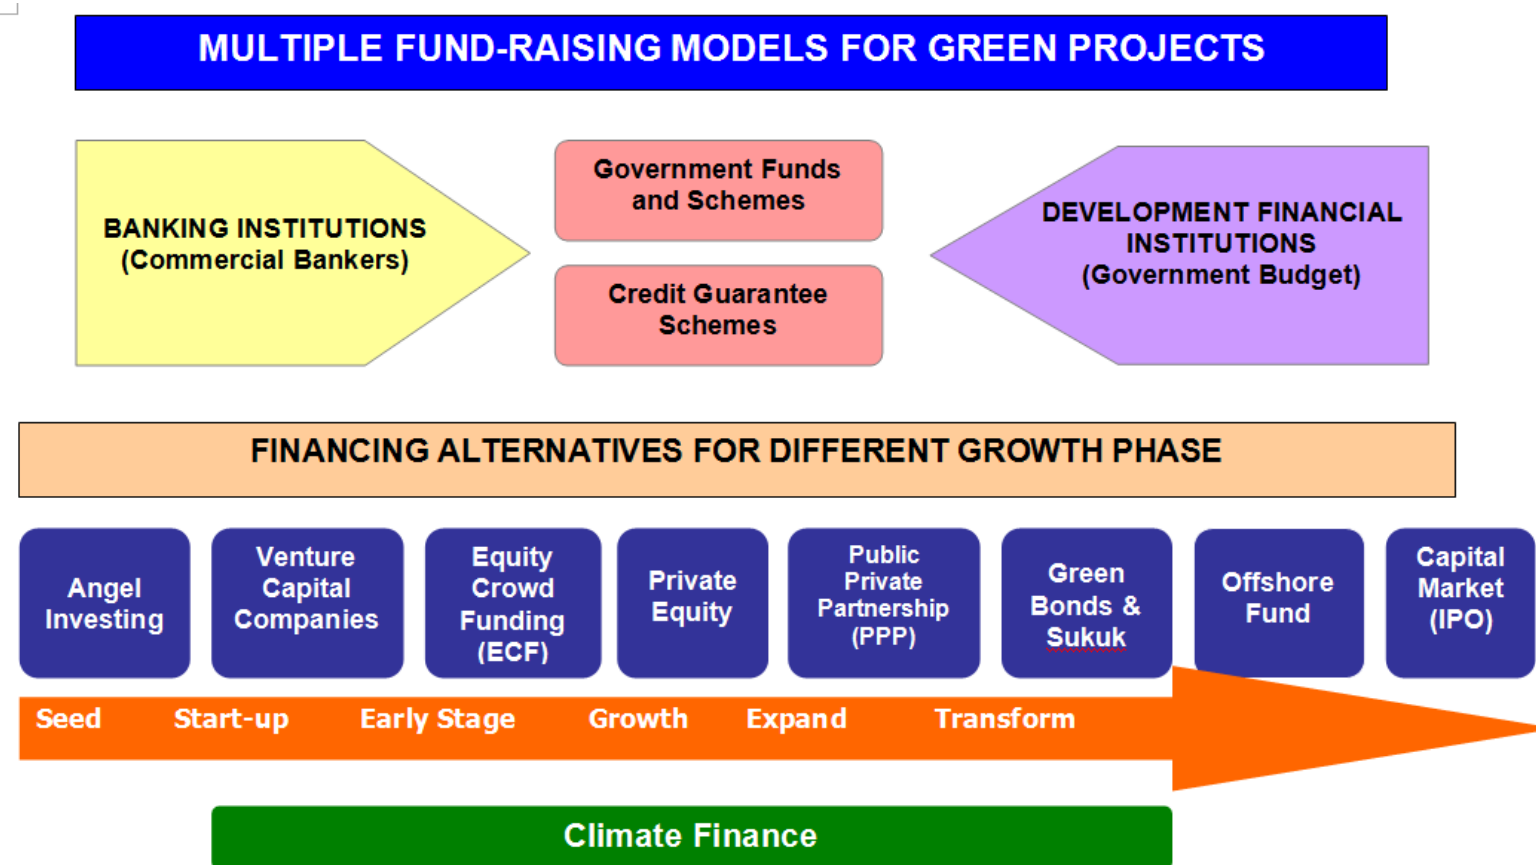 MULTIPLE FUND-RAISING MODELS FOR GREEN PROJECTS
BANKING INSTITUTIONS
(Commercial Bankers)
Government Funds
and Schemes
Credit Guarantee
Schemes
DEVELOPMENT FINANCIAL
INSTITUTIONS
(Government Budget)
FINANCING ALTERNATIVES FOR DIFFERENT GROWTH PHASE
Angel
Investing
Venture
Capital
Companies
Equity
Crowd
Funding
(ECF)
Private
Equity
Public
Private
Partnership
(PPP)
Green
Bonds &
Sukuk
Offshore
Fund
Capital
Market
(IPO)
Seed Start-up Early Stage Growth Expand Transform
Climate Finance